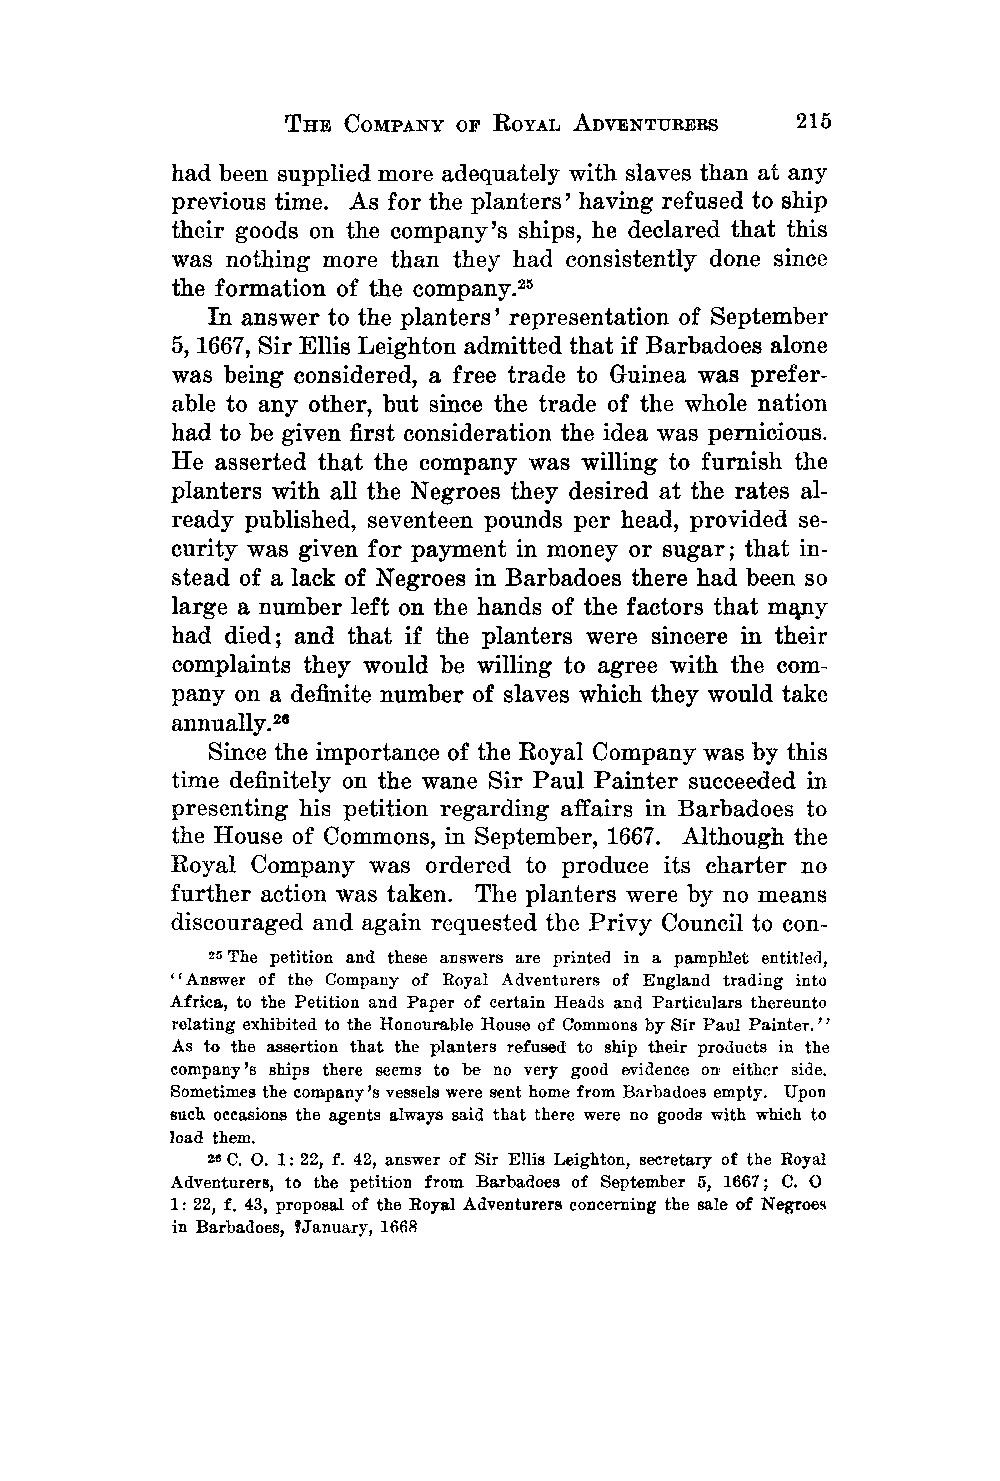 THE COMPANY OF ROYAL ADVENTURERS 215
had been supplied more adequately with slaves than at any
previous time. As for the planters' having refused to ship
their goods on the company's ships, he declared that this
was nothing more than they had consistently done since
the formation of the company.25
In answer to the planters' representation of September
5, 1667, Sir Ellis Leighton admitted that if Barbadoes alone
was being considered, a free trade to Guinea was prefer-
able to any other, but since the trade of the whole nation
had to be given first consideration the idea was pernicious.
He asserted that the company was willing to furnish the
planters with all the Negroes they desired at the rates al-
ready published, seventeen pounds per head, provided se-
curity was given for payment in money or sugar; that in-
stead of a lack of Negroes in Barbadoes there had been so
large a number left on the hands of the factors that many
had died; and that if the planters were sincere in their
complaints they would be willing to agree with the com-
pany on a definite number of slaves which they would take
annually.26
Since the importance of the Royal Company was by this
time definitely on the wane Sir Paul Painter succeeded in
presenting his petition regarding affairs in Barbadoes to
the House of Commons, in September, 1667. Although the
Royal Company was ordered to produce its charter no
further action was taken. The planters were by no means
discouraged and again requested the Privy Council to con-
25 The petition and these answers are printed in a pamphlet entitled,
"Answer of the Company of Royal Adventurers of England trading into
Africa, to the Petition and Paper of certain Heads and Particulars thereunto
relating exhibited to the Honourable House of Commons by Sir Paul Painter."
As to the assertion that the planters refused to ship their products in the
company's ships there seems to be no very good evidence on either side.
Sometimes the company's vessels were sent home from Barbadoes empty. Upon
such occasions the agents always said that there were no goods with which to
load them.
26 C. O. 1: 22, f. 42, answer of Sir Ellis Leighton, secretary of the Royal
Adventurers, to the petition from Barbadoes of September 5, 1667; C. O
1: 22, f. 43, proposal of the Royal Adventurers concerning the sale of Negroes
in Barbadoes, ?January, 1668